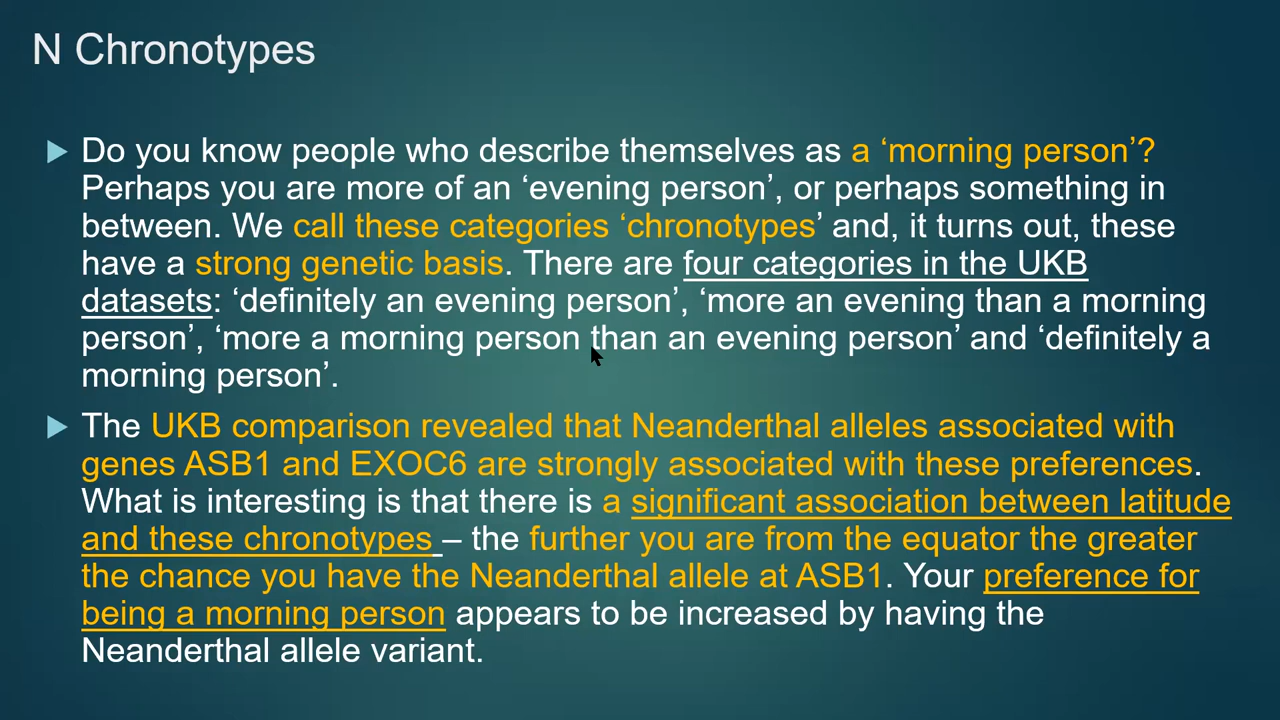 N Chronotypes
Do you know people who describe themselves as a ‘morning person’?
Perhaps you are more of an ‘evening person’, or perhaps something in
between. We call these categories ‘chronotypes’ and, it turns out, these
have a strong genetic basis. There are four categories in the UKB
datasets: ‘definitely an evening person’, ‘more an evening than a morning
person’, ‘more a morning person than an evening person’ and ‘definitely a
morning person’.
The UKB comparison revealed that Neanderthal alleles associated with
genes ASB1 and EXOC6 are strongly associated with these preferences.
What is interesting is that there is a significant association between latitude
and these chronotypes – the further you are from the equator the greater
the chance you have the Neanderthal allele at ASB1. Your preference for
being a morning person appears to be increased by having the
Neanderthal allele variant.